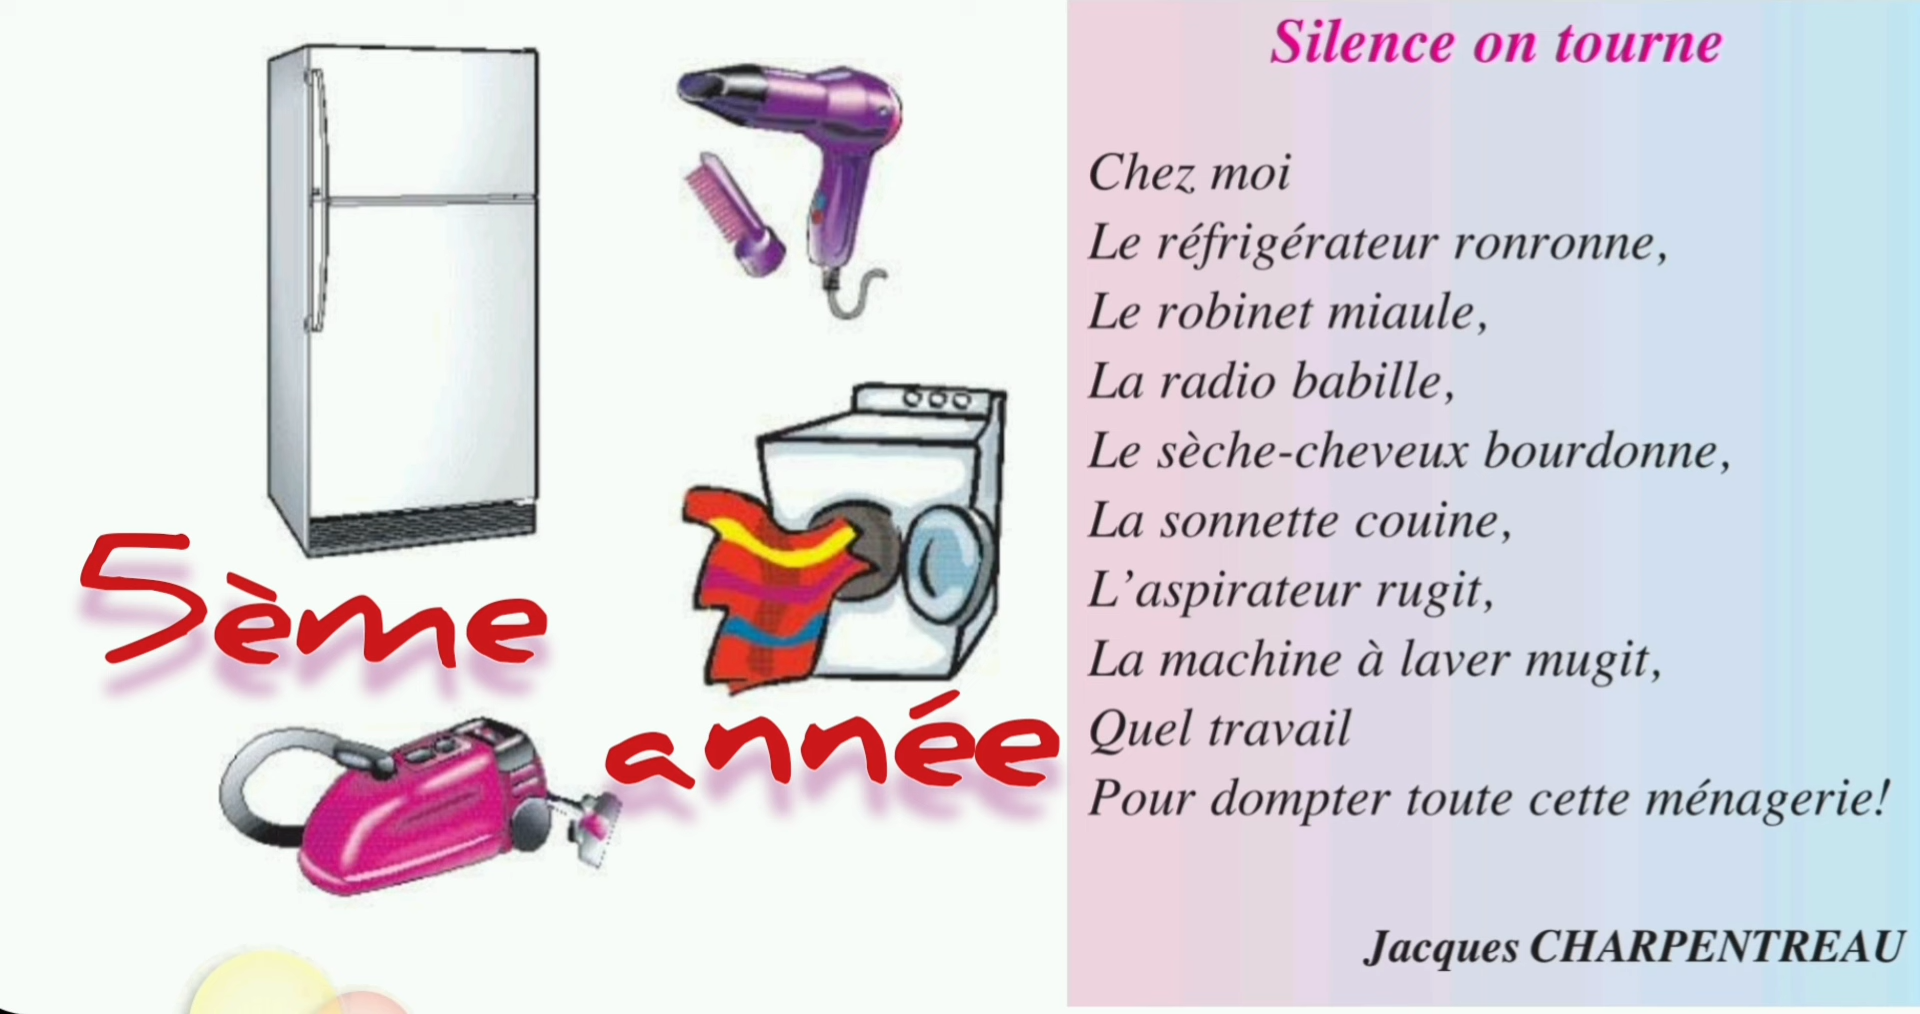 5ème
année
Silence on tourne
Chez moi
Le réfrigérateur ronronne,
Le robinet miaule,
La radio babille,
Le sèche-cheveux bourdonne,
La sonnette couine,
L'aspirateur rugit,
La machine à laver mugit,
Quel travail
Pour dompter toute cette ménagerie!
Jacques CHARPENTREAU